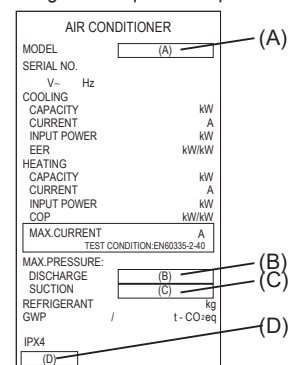 AIR CONDITIONER
MODEL (A) (A)
SERIAL NO.
V~ Hz
COOLING
CAPACITY kW
CURRENT A
INPUT POWER kW
EER kW/kW
HEATING
CAPACITY kW
CURRENT A
INPUT POWER kW
COP kW/kW
MAX.CURRENT A
TEST CONDITION:EN60335-2-40
MAX.PRESSURE:
DISCHARGE (B) (B)
SUCTION (C) (C)
REFRIGERANT kg
GWP / t-CO2eq
IPX4
(D) (D)